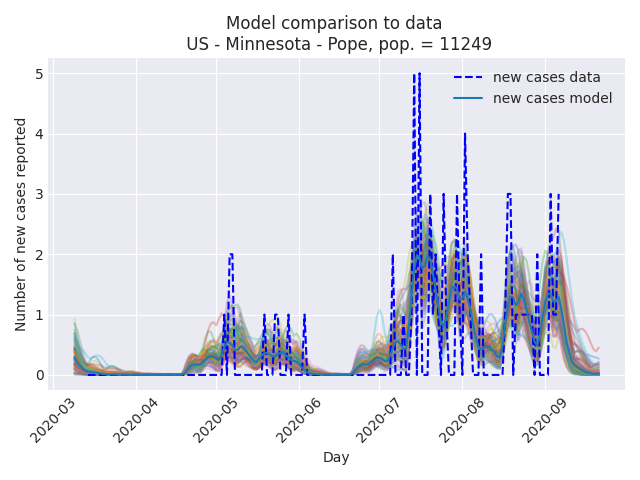 Model comparison to data
US - Minnesota - Pope, pop. = 11249
new cases data
new cases model
Number of new cases reported
5
4
3
2
1
0
2020-03
2020-04
2020-05
2020-06
2020-07
2020-08
2020-09
Day